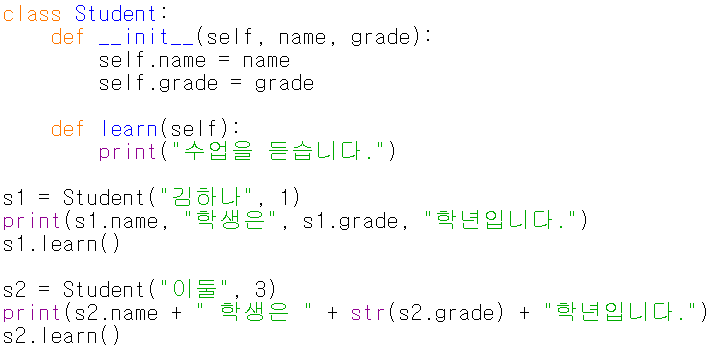 class Student:
    def __init__(self, name, grade):
        self.name = name
        self.grade = grade

    def learn(self):
        print("수업을 듣습니다.")

s1 = Student("김하나", 1)
print(s1.name, "학생은", s1.grade, "학년입니다.")
s1.learn()

s2 = Student("이둘", 3)
print(s2.name + " 학생은 " + str(s2.grade) + "학년입니다.")
s2.learn()